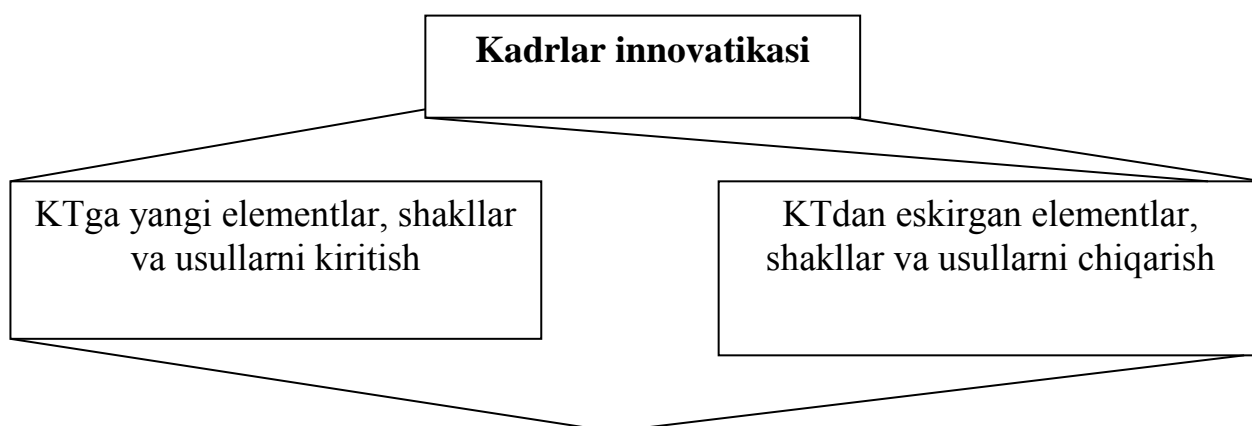 Kadrlar innovatikasi
KTga yangi elementlar, shakllar
va usullarni kiritish
KTdan eskirgan elementlar,
shakllar va usullarni chiqarish